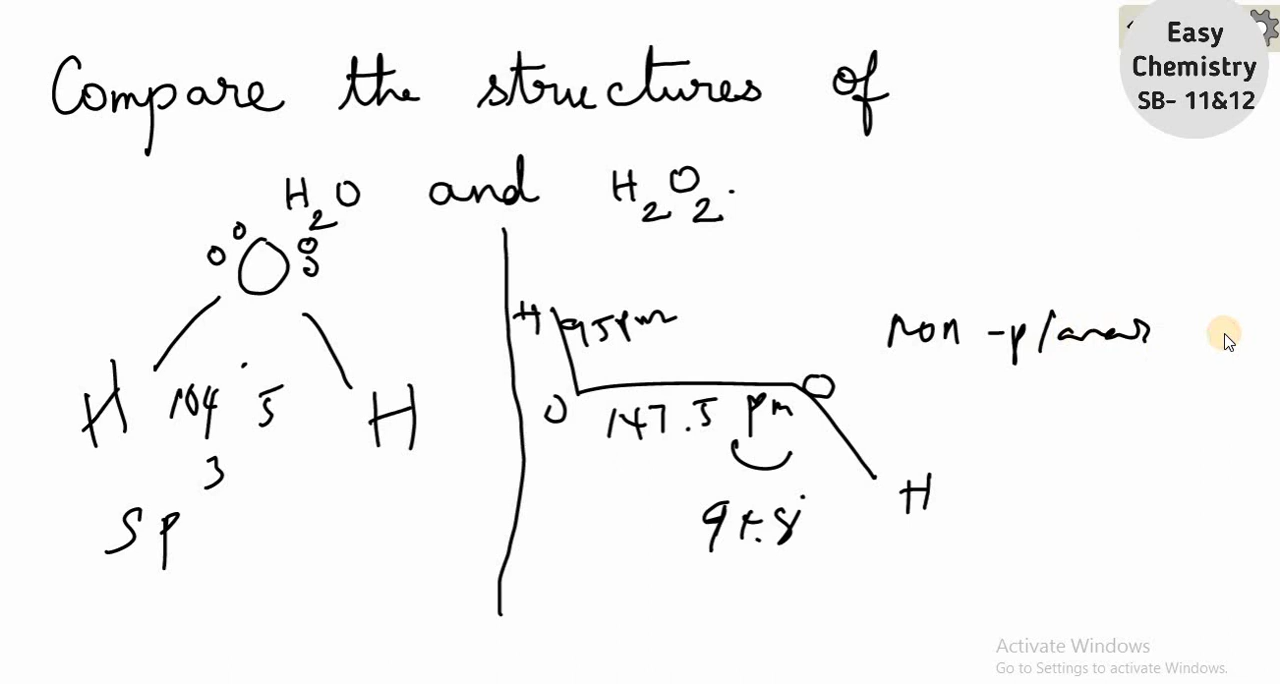 Easy
Chemistry
SB- 11&12
Compare the structures of
H₂O and H₂O₂.
O
H 104.5 H
sp³
H 95pm
O 147.5 pm O
94.8
H
non-planar
Activate Windows
Go to Settings to activate Windows.